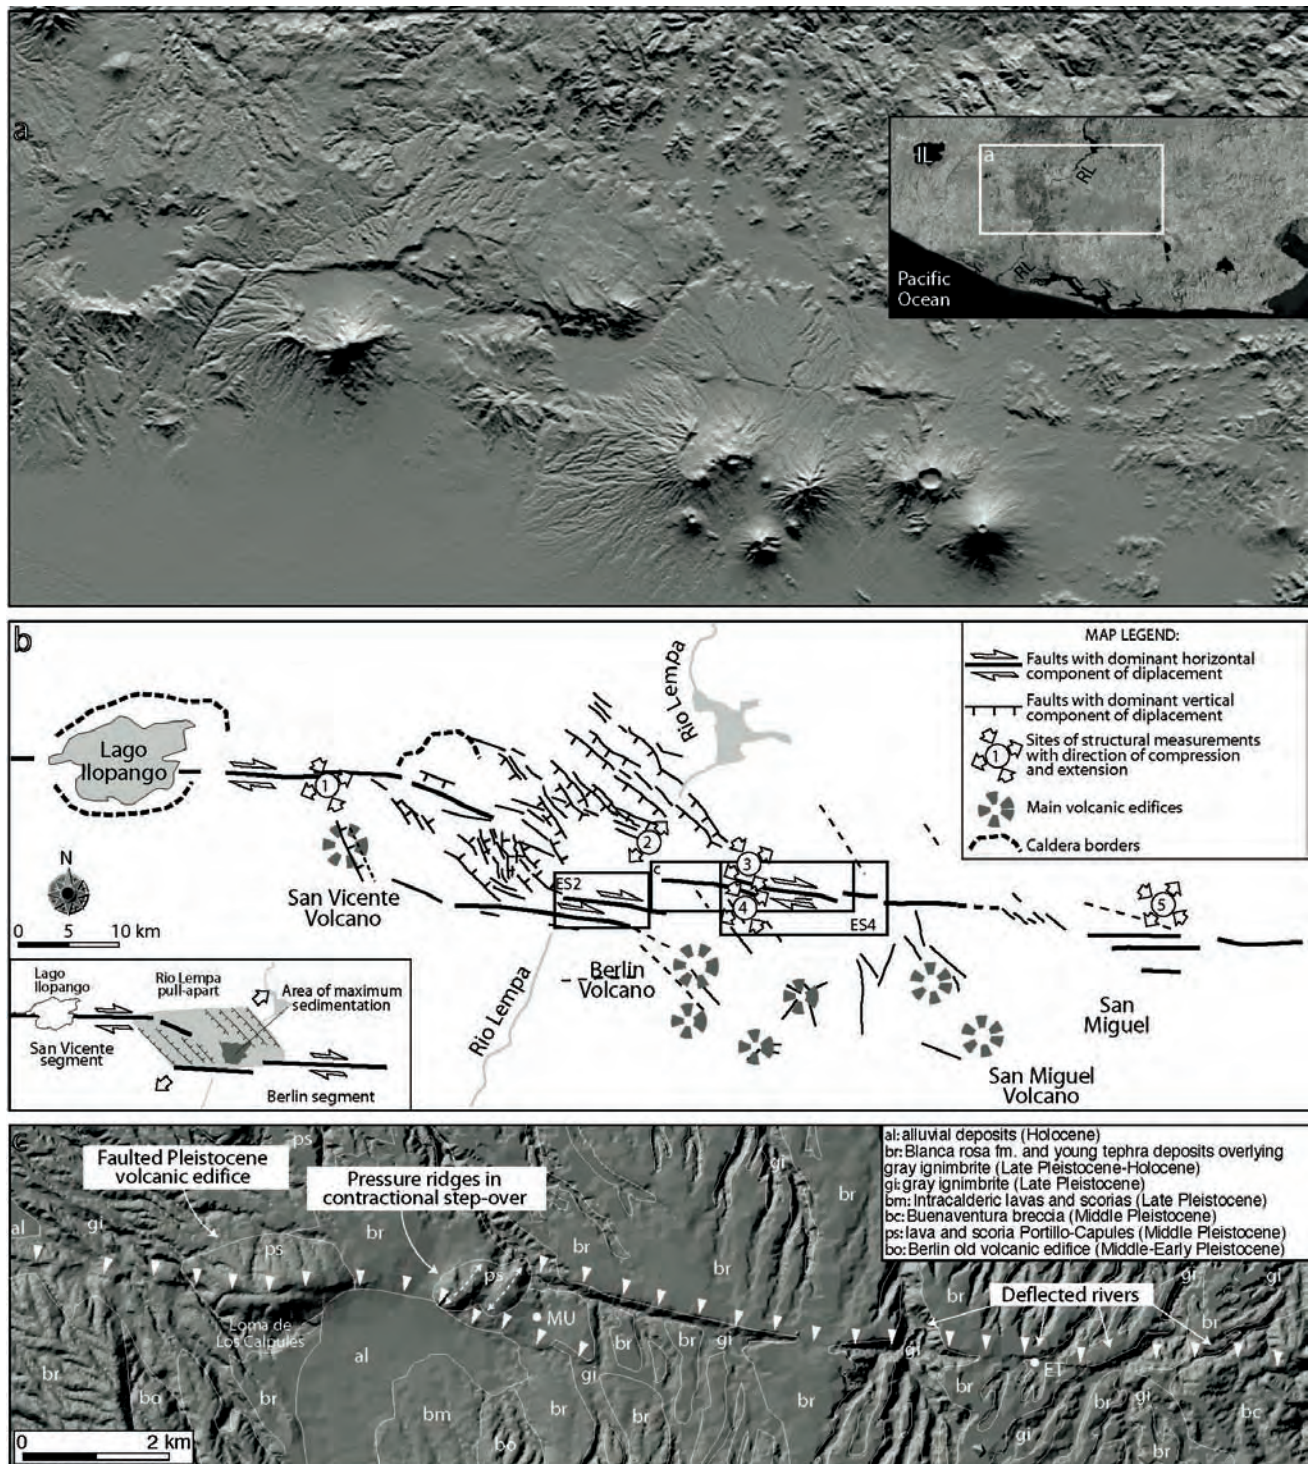 a
IL
a
RL
RL
Pacific
Ocean
b
MAP LEGEND:
Faults with dominant horizontal
component of diplacement
Faults with dominant vertical
component of diplacement
1
Sites of structural measurements
with direction of compression
and extension
Main volcanic edifices
Caldera borders
Rio Lempa
Lago
Ilopango
1
2
3
4
5
N
San Vicente
Volcano
ES2
c
ES4
0 5 10 km
Berlin
Volcano
Rio Lempa
San
Miguel
San Miguel
Volcano
Lago
Ilopango
Rio Lempa
pull-apart
Area of maximum
sedimentation
San Vicente
segment
Berlin segment
c
al: alluvial deposits (Holocene)
br: Blanca rosa fm. and young tephra deposits overlying
gray ignimbrite (Late Pleistocene-Holocene)
gi: gray ignimbrite (Late Pleistocene)
bm: Intracalderic lavas and scorias (Late Pleistocene)
bc: Buenaventura breccia (Middle Pleistocene)
ps: lava and scoria Portillo-Capules (Middle Pleistocene)
bo: Berlin old volcanic edifice (Middle-Early Pleistocene)
Faulted Pleistocene
volcanic edifice
ps
Pressure ridges in
contractional step-over
Deflected rivers
al
gi
ps
br
ps
br
br
gi
br
br
gi
gi
br
MU
Loma de
Los Calpules
al
br
br
gi
gi
ET
br
bo
br
gi
br
br
br
br
gi
bc
bm
bo
gi
br
0 2 km